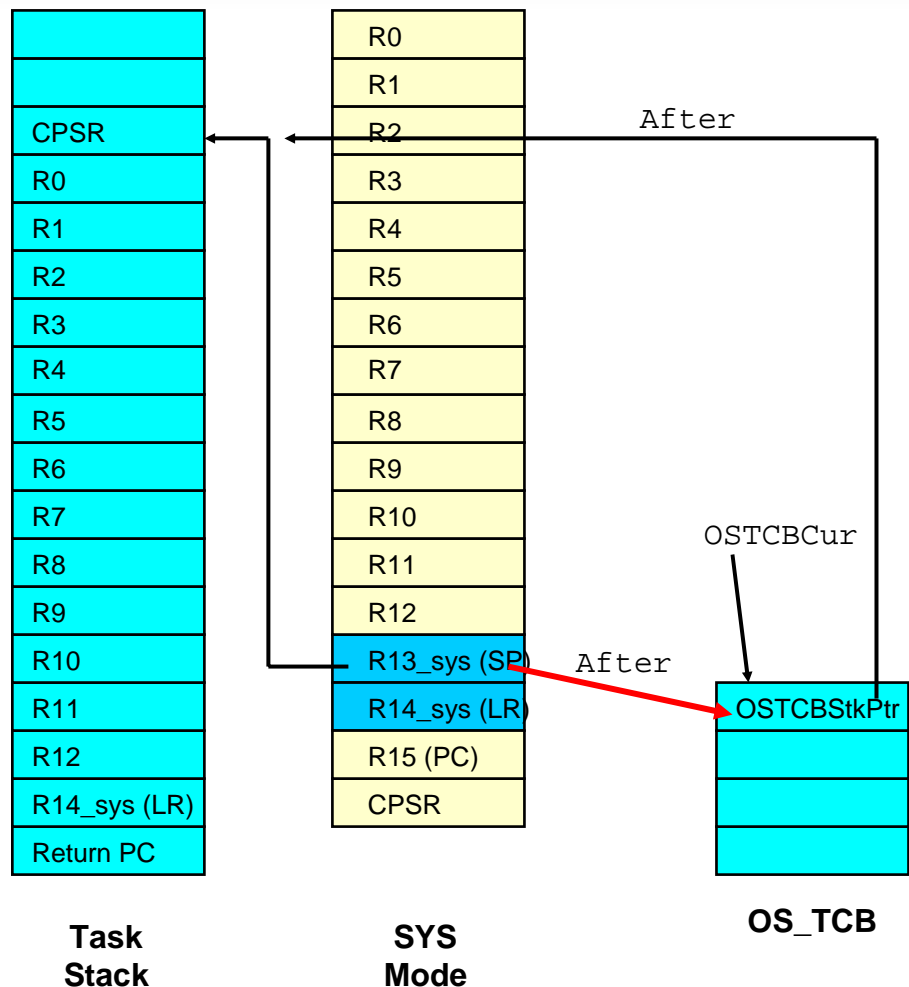 CPSR
R0
R1
R2
R3
R4
R5
R6
R7
R8
R9
R10
R11
R12
R14_sys (LR)
Return PC
Task
Stack
R0
R1
R2
R3
R4
R5
R6
R7
R8
R9
R10
R11
R12
R13_sys (SP)
R14_sys (LR)
R15 (PC)
CPSR
SYS
Mode
After
After
OSTCBCur
OSTCBStkPtr
OS_TCB